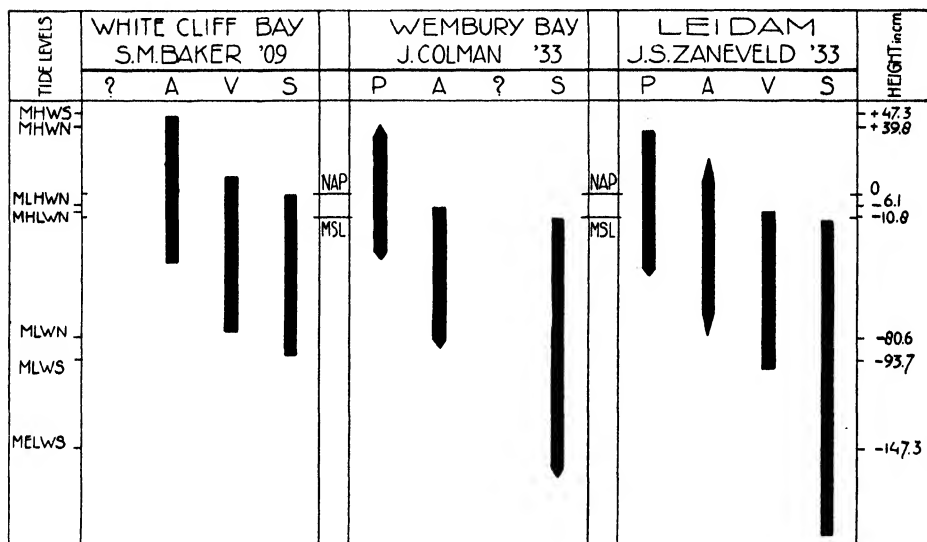 TIDE LEVELS
WHITE CLIFF BAY
S.M.BAKER '09
WEMBURY BAY
J.COLMAN '33
LEIDAM
J.S.ZANEVELD '33
HEIGHT in cm
? A V S
P A ? S
P A V S
MHWS
MHWN
MLHWN
MHLWN
MLWN
MLWS
MELWS
NAP
MSL
NAP
MSL
+47.3
+39.8
0
-6.1
-10.8
-80.6
-93.7
-147.3